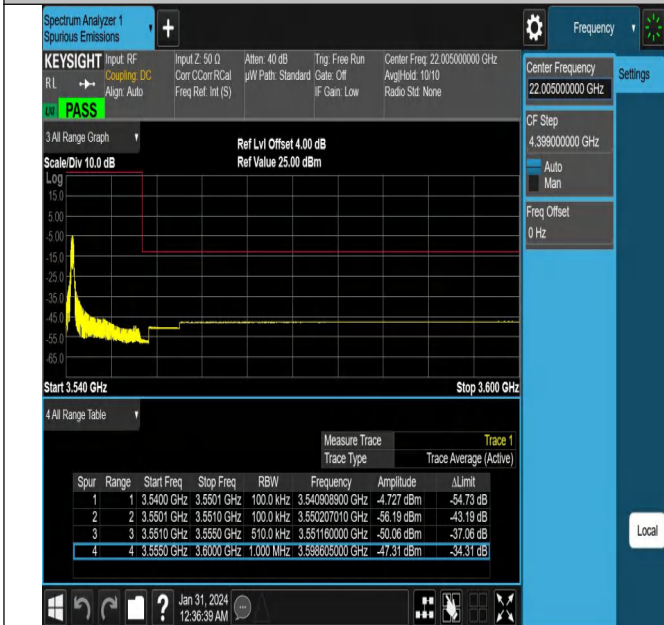 Spectrum Analyzer 1
Spurious Emissions
+
Frequency
KEYSIGHT Input: RF Input Z: 50 Ω Atten: 40 dB Trig: Free Run Center Freq: 22.005000000 GHz
RL Coupling: DC Corr CCorr RCal µW Path: Standard Gate: Off Avg|Hold: 10/10
Align: Auto Freq Ref: Int (S) IF Gain: Low Radio Std: None
LXI PASS
Center Frequency
22.005000000 GHz
Settings
CF Step
4.399000000 GHz
Auto
Man
Freq Offset
0 Hz
3 All Range Graph
Ref Lvl Offset 4.00 dB
Scale/Div 10.0 dB Ref Value 25.00 dBm
Log
15.0
5.00
-5.00
-15.0
-25.0
-35.0
-45.0
-55.0
-65.0
Start 3.540 GHz Stop 3.600 GHz
4 All Range Table
Measure Trace Trace 1
Trace Type Trace Average (Active)
Spur Range Start Freq Stop Freq RBW Frequency Amplitude ΔLimit
1 1 3.5400 GHz 3.5501 GHz 100.0 kHz 3.540908900 GHz -4.727 dBm -54.73 dB
2 2 3.5501 GHz 3.5510 GHz 100.0 kHz 3.550207010 GHz -56.19 dBm -43.19 dB
3 3 3.5510 GHz 3.5550 GHz 510.0 kHz 3.551160000 GHz -50.06 dBm -37.06 dB
4 4 3.5550 GHz 3.6000 GHz 1.000 MHz 3.598605000 GHz -47.31 dBm -34.31 dB
Local
? Jan 31, 2024
12:36:39 AM